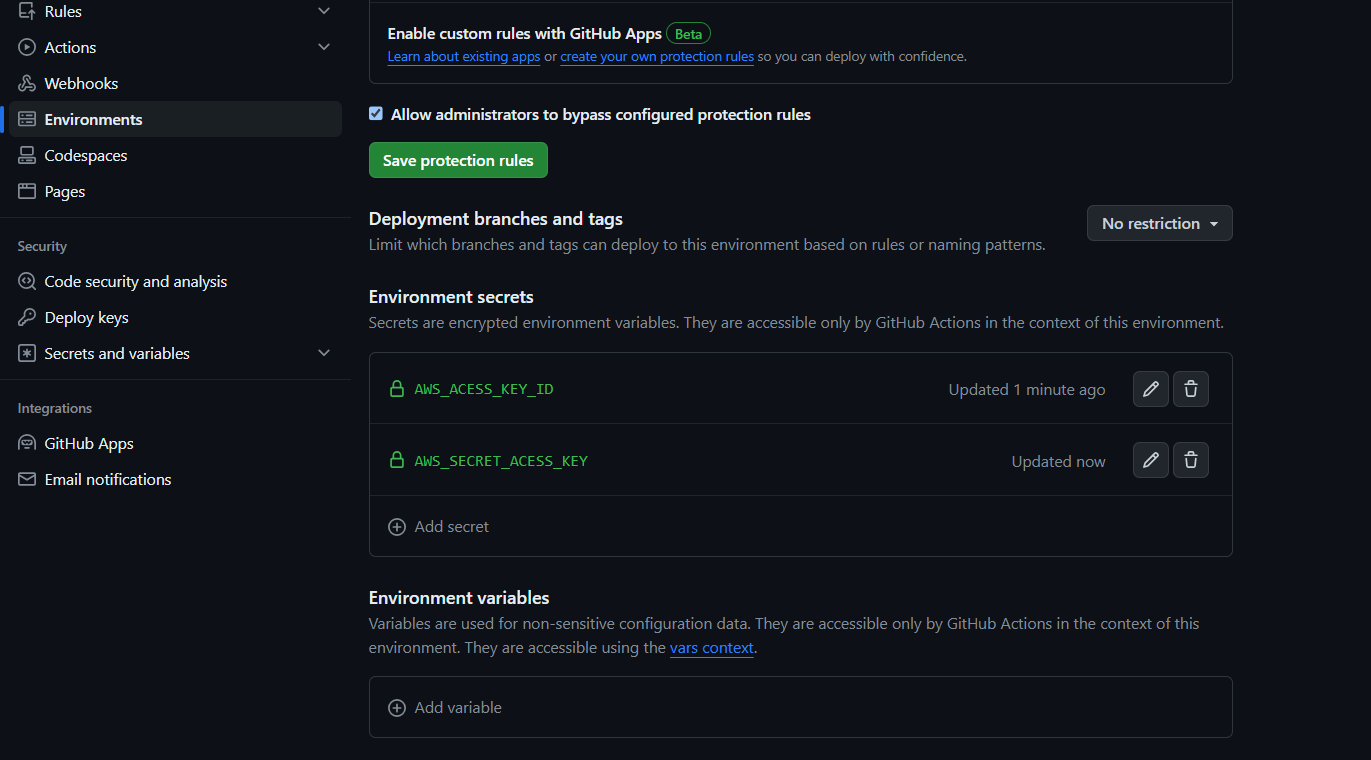 Rules
Actions
Webhooks
Environments
Codespaces
Pages
Security
Code security and analysis
Deploy keys
Secrets and variables
Integrations
GitHub Apps
Email notifications
Enable custom rules with GitHub Apps Beta
Learn about existing apps or create your own protection rules so you can deploy with confidence.
Allow administrators to bypass configured protection rules
Save protection rules
Deployment branches and tags
Limit which branches and tags can deploy to this environment based on rules or naming patterns.
No restriction
Environment secrets
Secrets are encrypted environment variables. They are accessible only by GitHub Actions in the context of this environment.
AWS_ACESS_KEY_ID Updated 1 minute ago
AWS_SECRET_ACESS_KEY Updated now
Add secret
Environment variables
Variables are used for non-sensitive configuration data. They are accessible only by GitHub Actions in the context of this
environment. They are accessible using the vars context.
Add variable